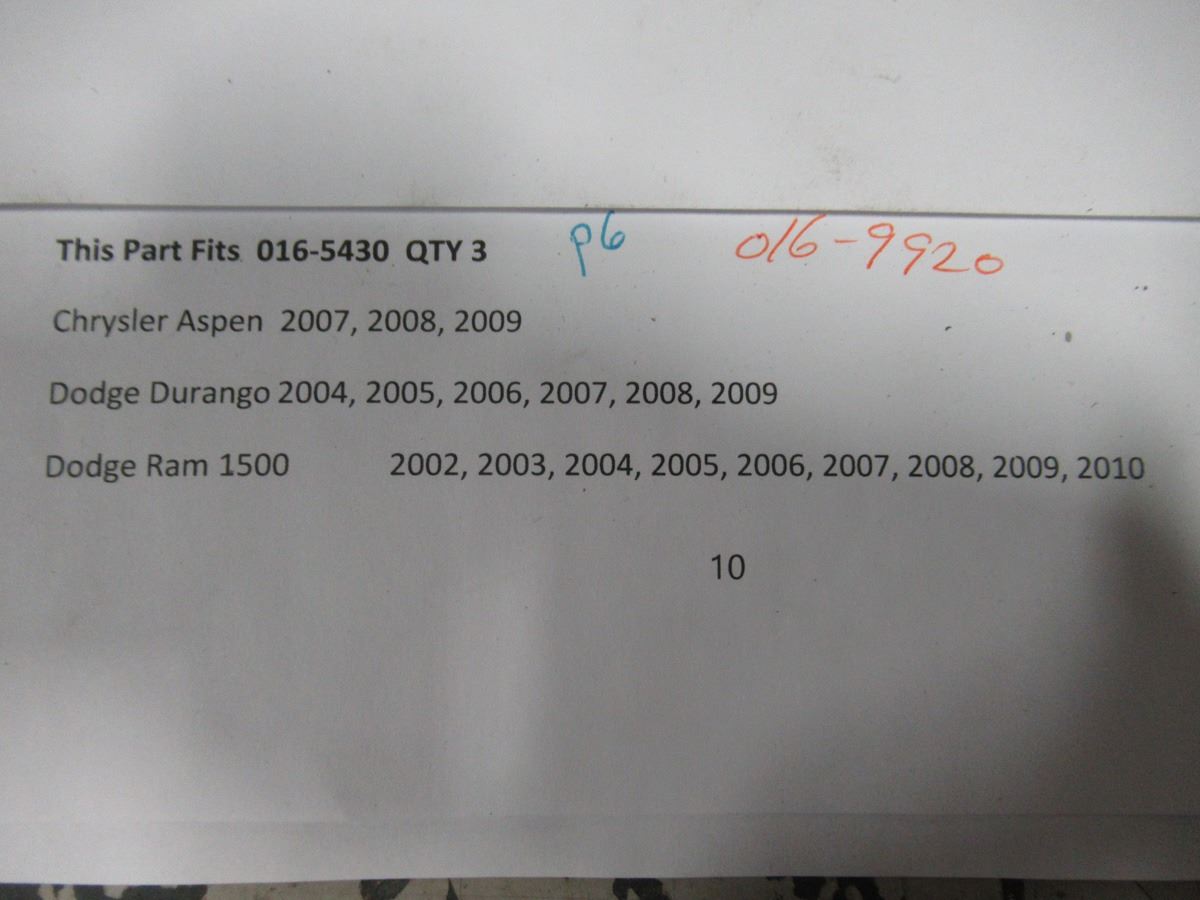 This Part Fits 016-5430 QTY 3 p6 016-9920
Chrysler Aspen 2007, 2008, 2009
Dodge Durango 2004, 2005, 2006, 2007, 2008, 2009
Dodge Ram 1500 2002, 2003, 2004, 2005, 2006, 2007, 2008, 2009, 2010
10